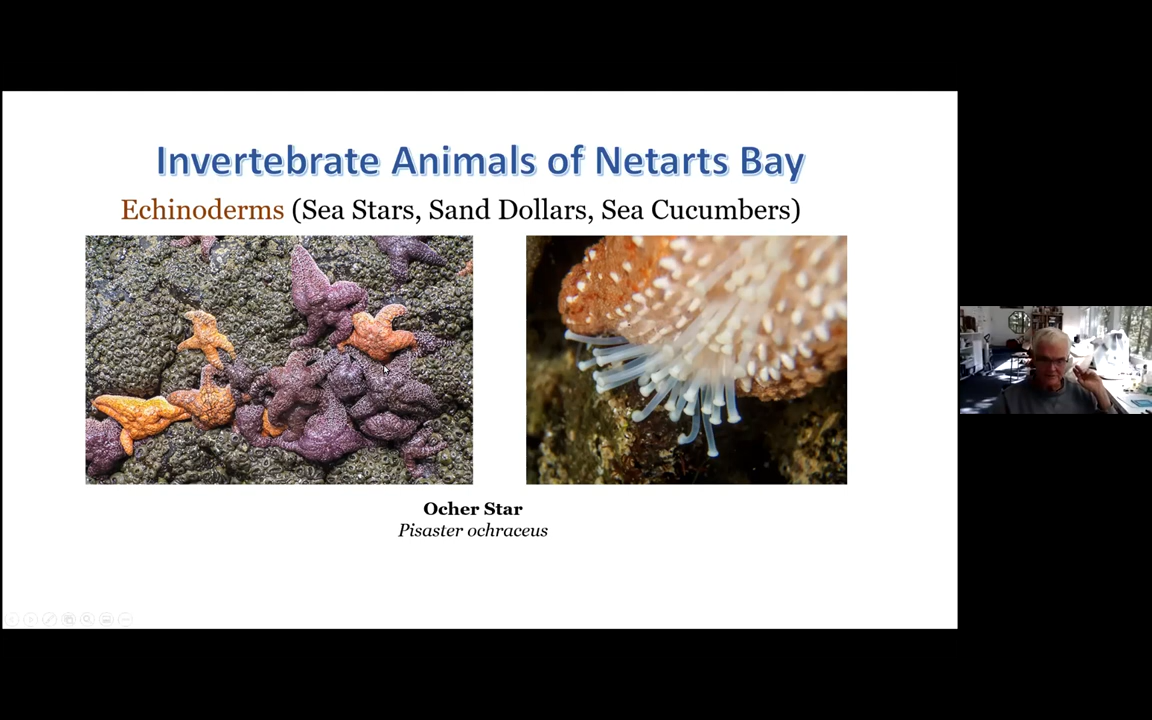 Invertebrate Animals of Netarts Bay
Echinoderms (Sea Stars, Sand Dollars, Sea Cucumbers)
Ocher Star
Pisaster ochraceus